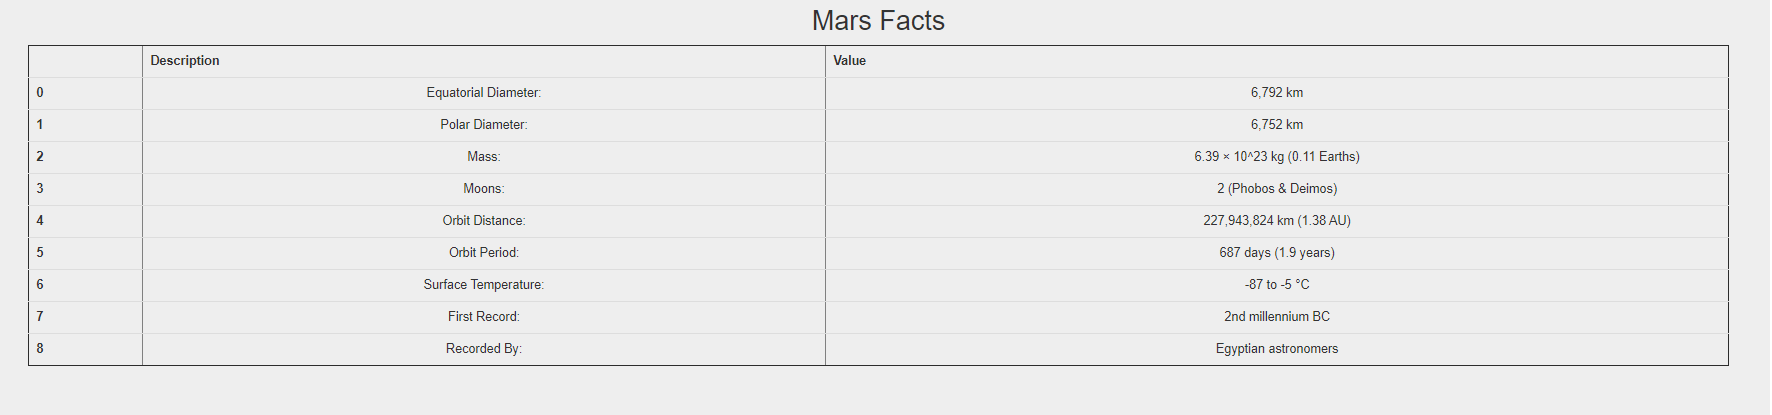 Mars Facts
Description Value
0 Equatorial Diameter: 6,792 km
1 Polar Diameter: 6,752 km
2 Mass: 6.39 × 10^23 kg (0.11 Earths)
3 Moons: 2 (Phobos & Deimos)
4 Orbit Distance: 227,943,824 km (1.38 AU)
5 Orbit Period: 687 days (1.9 years)
6 Surface Temperature: -87 to -5 °C
7 First Record: 2nd millennium BC
8 Recorded By: Egyptian astronomers